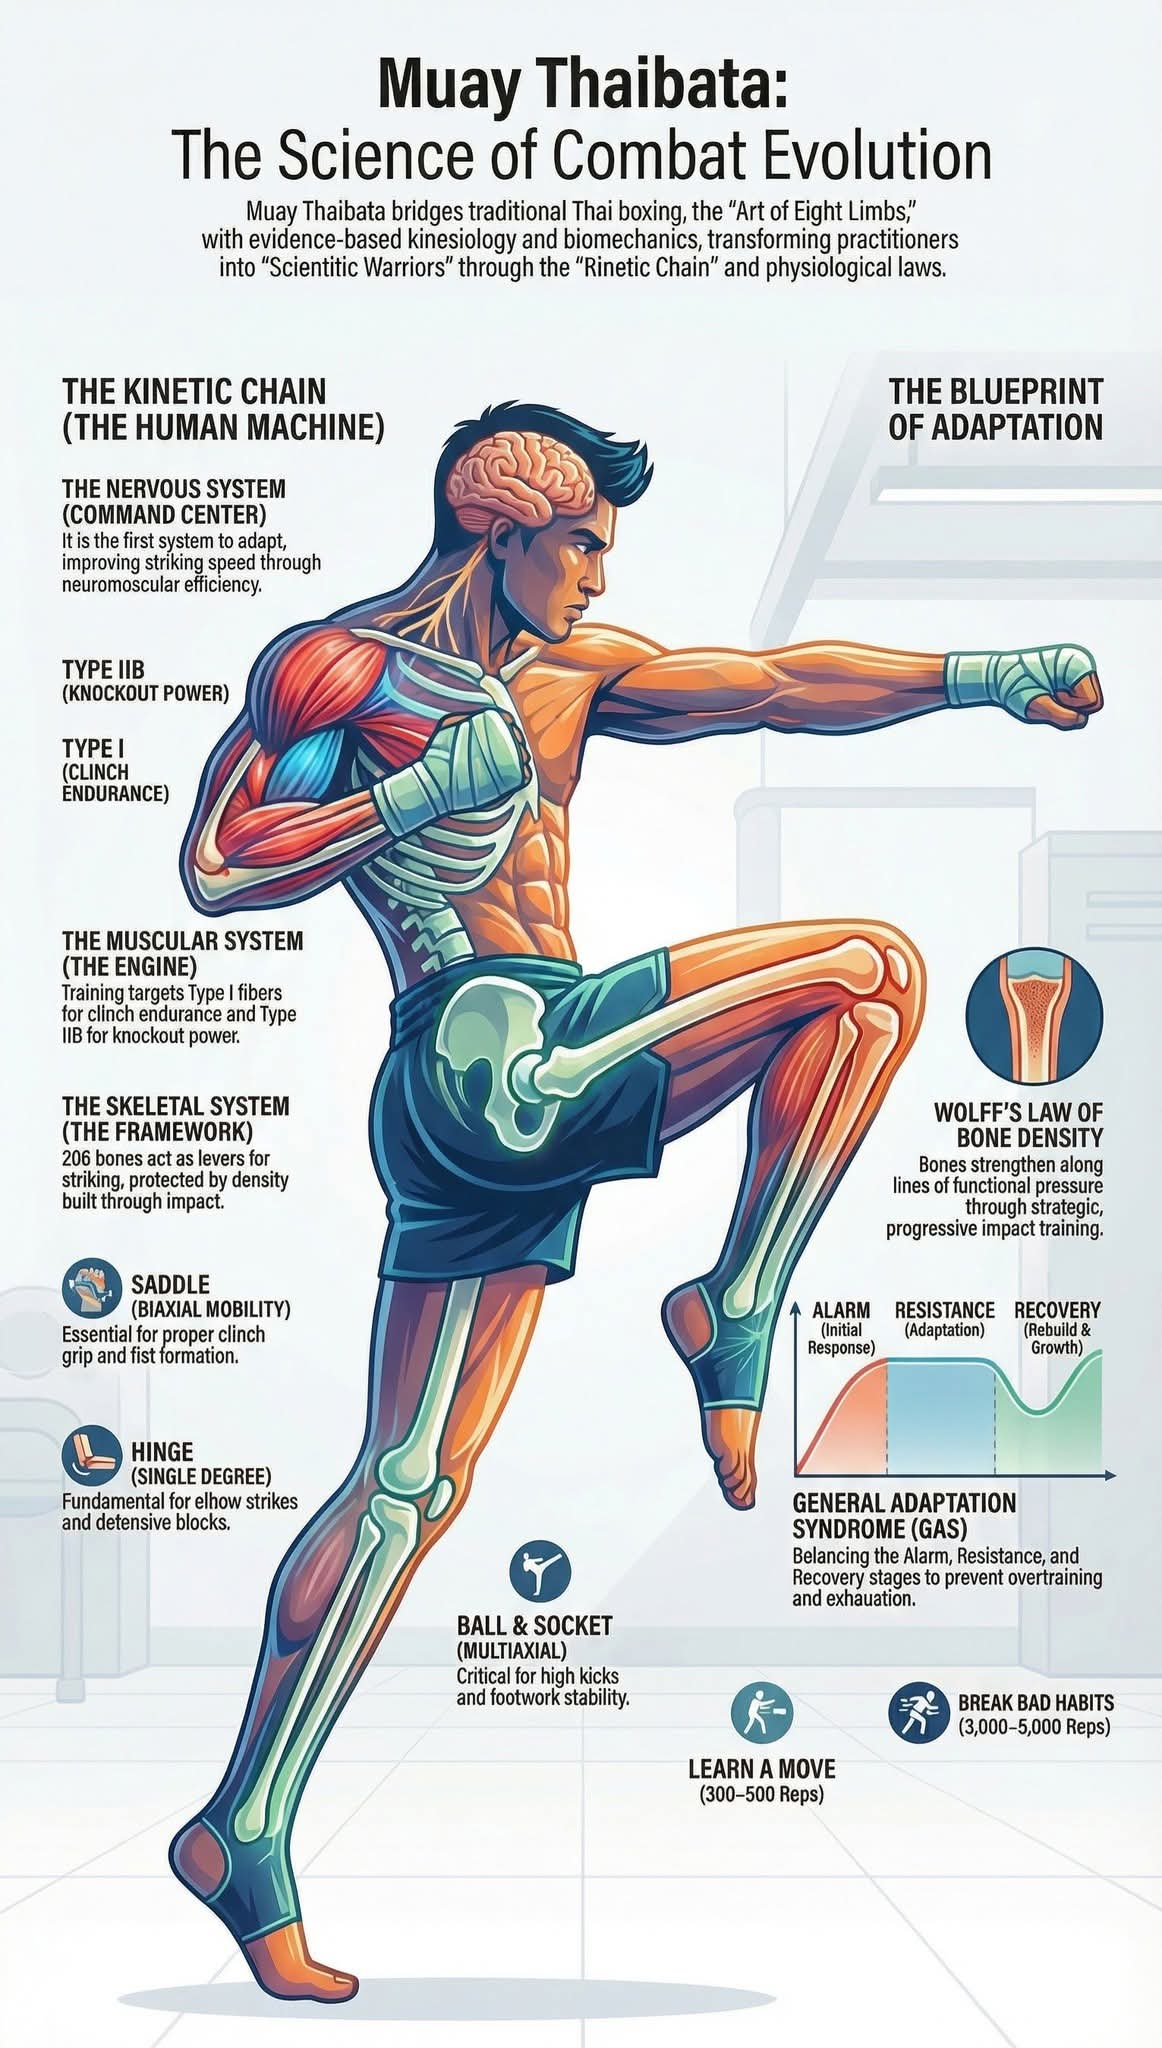 Muay Thaibata:
The Science of Combat Evolution
Muay Thaibata bridges traditional Thai boxing, the “Art of Eight Limbs,”
with evidence-based kinesiology and biomechanics, transforming practitioners
into “Scientitic Warriors” through the “Rinetic Chain” and physiological laws.
THE KINETIC CHAIN
(THE HUMAN MACHINE)
THE NERVOUS SYSTEM
(COMMAND CENTER)
It is the first system to adapt,
improving striking speed through
neuromoscular efficiency.
TYPE IIB
(KNOCKOUT POWER)
TYPE I
(CLINCH
ENDURANCE)
THE MUSCULAR SYSTEM
(THE ENGINE)
Training targets Type I fibers
for clinch endurance and Type
IIB for knockout power.
THE SKELETAL SYSTEM
(THE FRAMEWORK)
206 bones act as levers for
striking, protected by density
built through impact.
SADDLE
(BIAXIAL MOBILITY)
Essential for proper clinch
grip and fist formation.
HINGE
(SINGLE DEGREE)
Fundamental for elbow strikes
and defensive blocks.
BALL & SOCKET
(MULTIAXIAL)
Critical for high kicks
and footwork stability.
THE BLUEPRINT
OF ADAPTATION
WOLFF’S LAW OF
BONE DENSITY
Bones strengthen along
lines of functional pressure
through strategic,
progressive impact training.
ALARM
(Initial
Response)
RESISTANCE
(Adaptation)
RECOVERY
(Rebuild &
Growth)
GENERAL ADAPTATION
SYNDROME (GAS)
Belancing the Alarm, Resistance, and
Recovery stages to prevent overtraining
and exhauation.
LEARN A MOVE
(300–500 Reps)
BREAK BAD HABITS
(3,000–5,000 Reps)